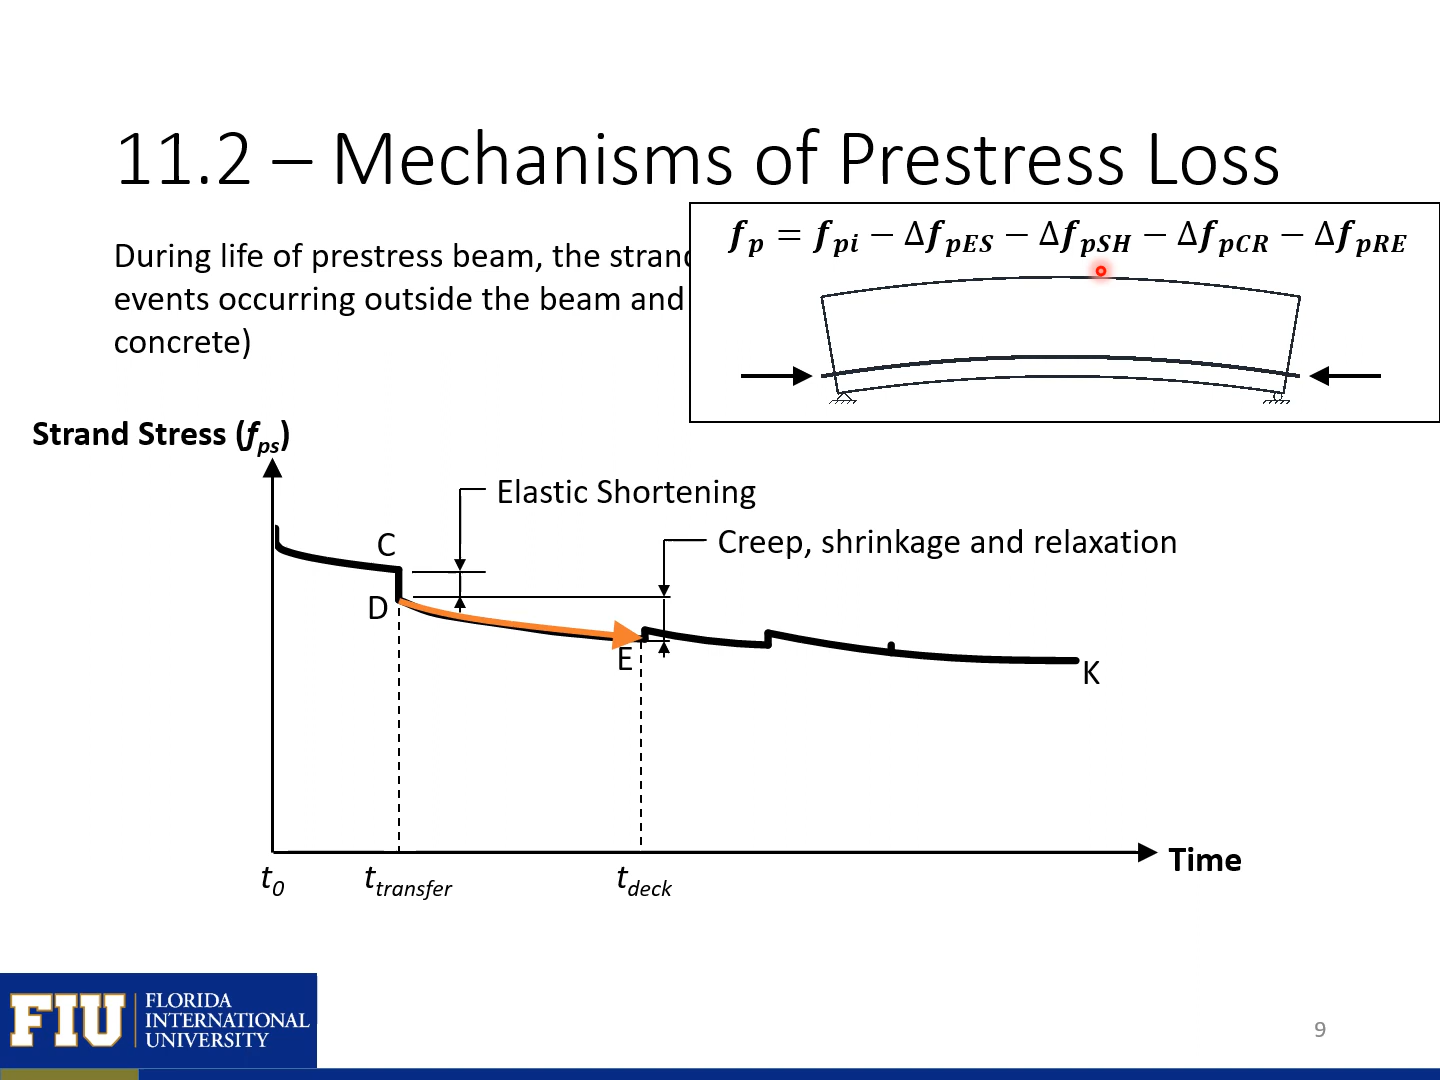 11.2 – Mechanisms of Prestress Loss
During life of prestress beam, the
events occurring outside the beam and
concrete)
𝒇𝒑 = 𝒇𝒑𝒊 − Δ𝒇𝒑𝑬𝑺 − Δ𝒇𝒑𝑺𝑯 − Δ𝒇𝒑𝑪𝑹 − Δ𝒇𝒑𝑹𝑬
Strand Stress (fps)
Elastic Shortening
C
Creep, shrinkage and relaxation
D
E
K
Time
t0
ttransfer
tdeck
FIU
FLORIDA
INTERNATIONAL
UNIVERSITY
9